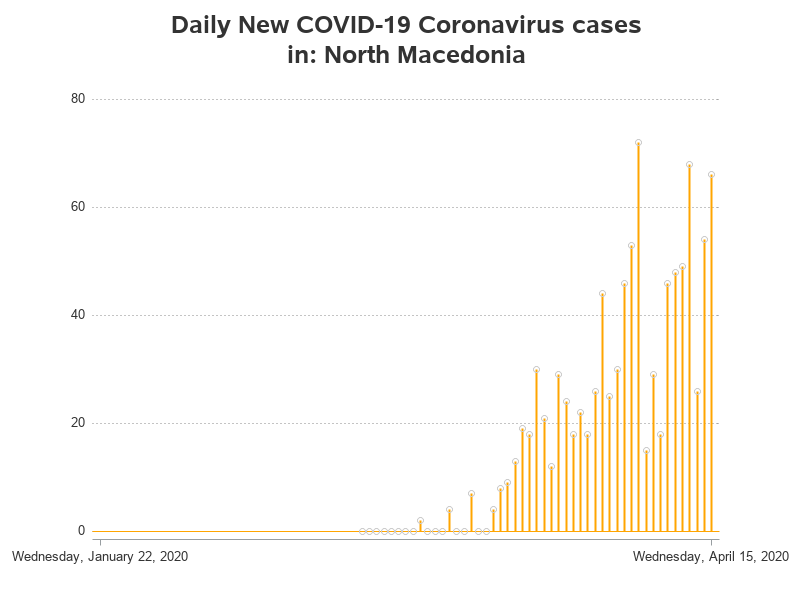 Daily New COVID-19 Coronavirus cases
in: North Macedonia
80
60
40
20
0
Wednesday, January 22, 2020
Wednesday, April 15, 2020